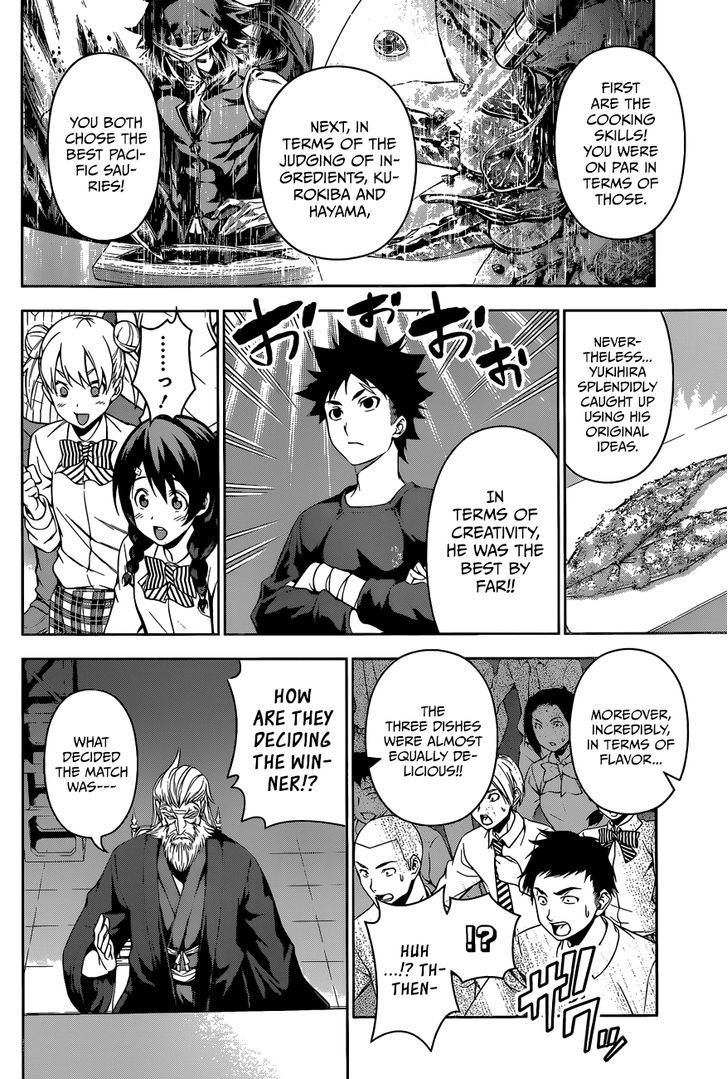 FIRST
ARE THE
COOKING
SKILLS!
YOU WERE
ON PAR IN
TERMS OF
THOSE.
NEXT, IN
TERMS OF THE
JUDGING OF IN-
GREDIENTS, KU-
ROKIBA AND
HAYAMA,
YOU BOTH
CHOSE THE
BEST PACI-
FIC SAU-
RIES!
NEVER-
THELESS...
YUKIHIRA
SPLENDIDLY
CAUGHT UP
USING HIS
ORIGINAL
IDEAS.
おおおお
IN
TERMS OF
CREATIVITY,
HE WAS THE
BEST BY
FAR!!
……っ!
MOREOVER,
INCREDIBLY,
IN TERMS OF
FLAVOR...
THE
THREE DISHES
WERE ALMOST
EQUALLY DE-
LICIOUS!!
!?
HUH
...!? TH-
THEN-
ザワッ
HOW
ARE THEY
DECIDING
THE WIN-
NER!?
WHAT
DECIDED
THE MATCH
WAS---